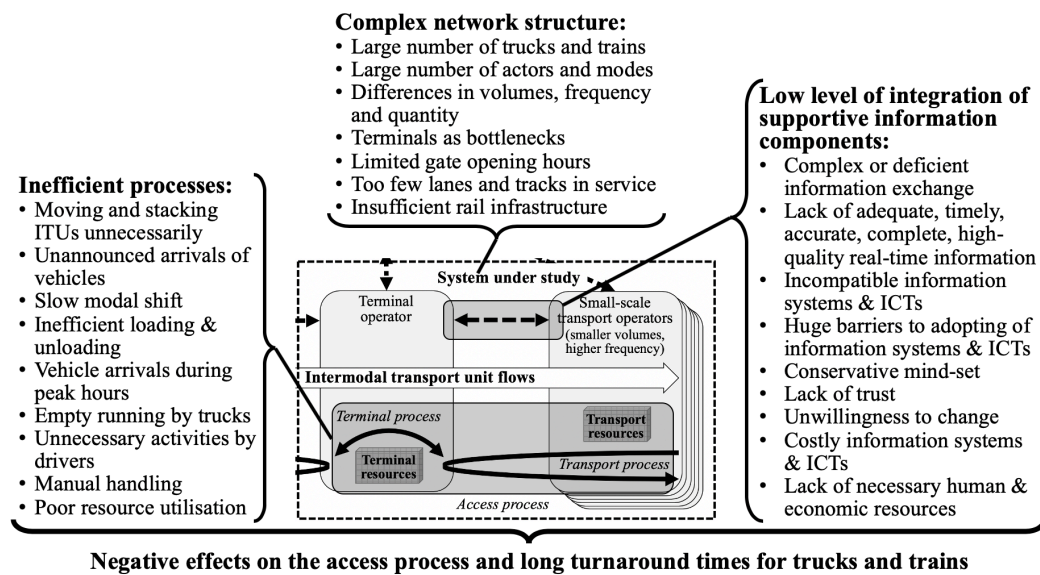 Complex network structure:
• Large number of trucks and trains
• Large number of actors and modes
• Differences in volumes, frequency
and quantity
• Terminals as bottlenecks
• Limited gate opening hours
• Too few lanes and tracks in service
• Insufficient rail infrastructure
Inefficient processes:
• Moving and stacking
ITUs unnecessarily
• Unannounced arrivals of
vehicles
• Slow modal shift
• Inefficient loading &
unloading
• Vehicle arrivals during
peak hours
• Empty running by trucks
• Unnecessary activities by
drivers
• Manual handling
• Poor resource utilisation
System under study
Terminal
operator
Small-scale
transport operators
(smaller volumes,
higher frequency)
Intermodal transport unit flows
Terminal process
Terminal
resources
Transport
resources
Transport process
Access process
Low level of integration of
supportive information
components:
• Complex or deficient
information exchange
• Lack of adequate, timely,
accurate, complete, high-
quality real-time information
• Incompatible information
systems & ICTs
• Huge barriers to adopting of
information systems & ICTs
• Conservative mind-set
• Lack of trust
• Unwillingness to change
• Costly information systems
& ICTs
• Lack of necessary human &
economic resources
Negative effects on the access process and long turnaround times for trucks and trains